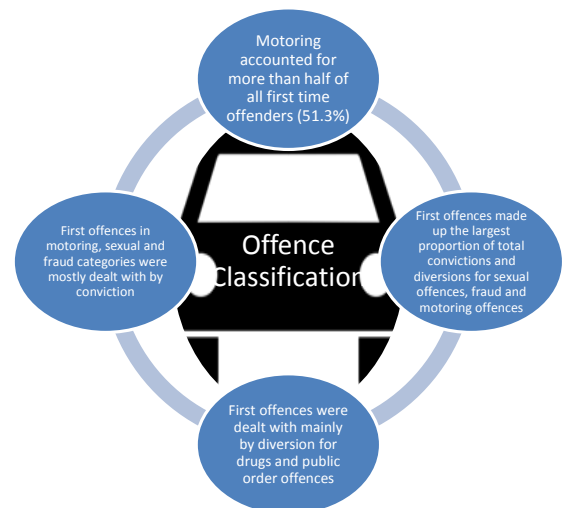 Motoring
accounted for
more than half of
all first time
offenders (51.3%)
First offences in
motoring, sexual and
fraud categories were
mostly dealt with by
conviction
Offence
Classification
First offences made
up the largest
proportion of total
convictions and
diversions for sexual
offences, fraud and
motoring offences
First offences were
dealt with mainly
by diversion for
drugs and public
order offences